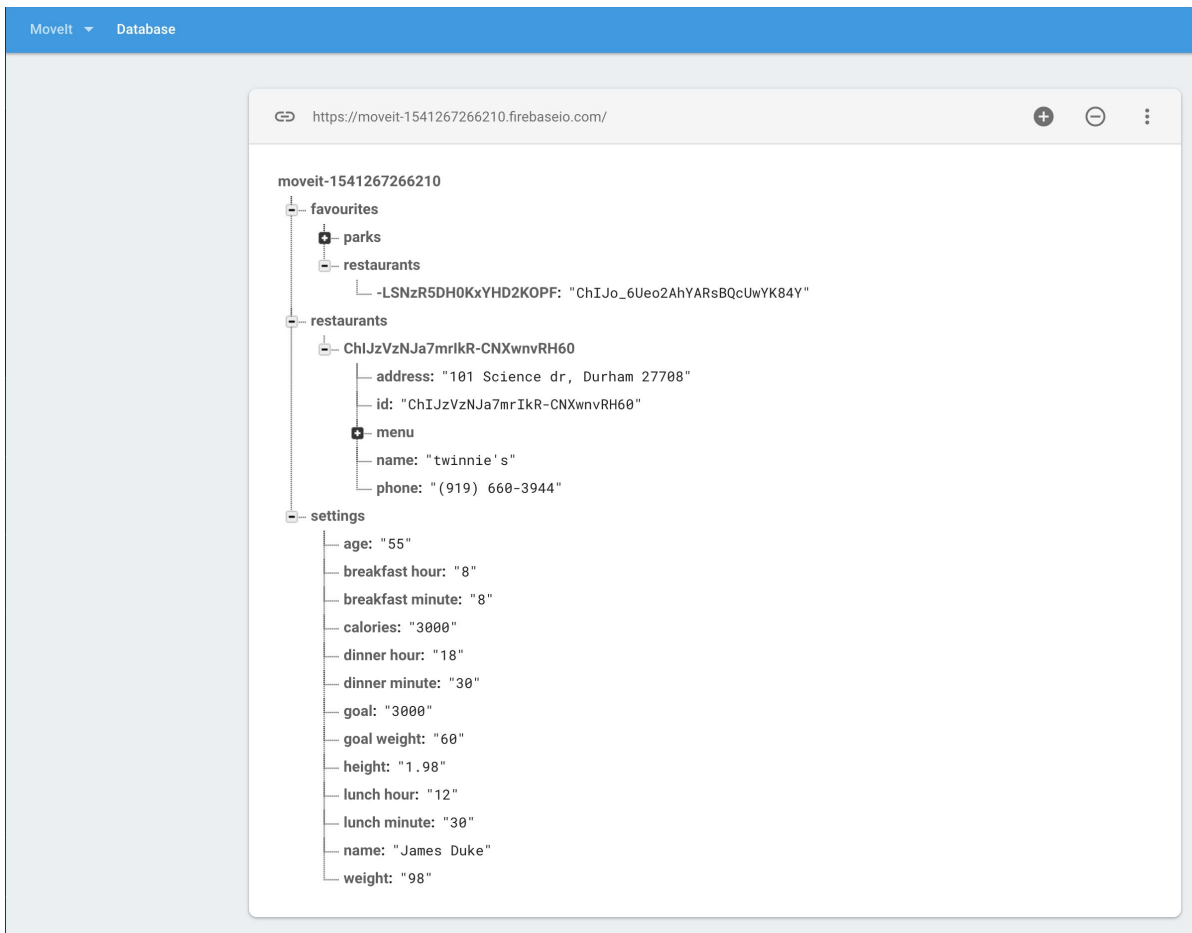 MoveIt Database
https://moveit-1541267266210.firebaseio.com/
moveit-1541267266210
favourites
parks
restaurants
-LSNzR5DH0KxYHD2KOPF: "ChIJo_6Ueo2AhYARsBQcUwYK84Y"
restaurants
ChIJzVzNJa7mrIkR-CNXwnvRH60
address: "101 Science dr, Durham 27708"
id: "ChIJzVzNJa7mrIkR-CNXwnvRH60"
menu
name: "twinnie's"
phone: "(919) 660-3944"
settings
age: "55"
breakfast hour: "8"
breakfast minute: "8"
calories: "3000"
dinner hour: "18"
dinner minute: "30"
goal: "3000"
goal weight: "60"
height: "1.98"
lunch hour: "12"
lunch minute: "30"
name: "James Duke"
weight: "98"